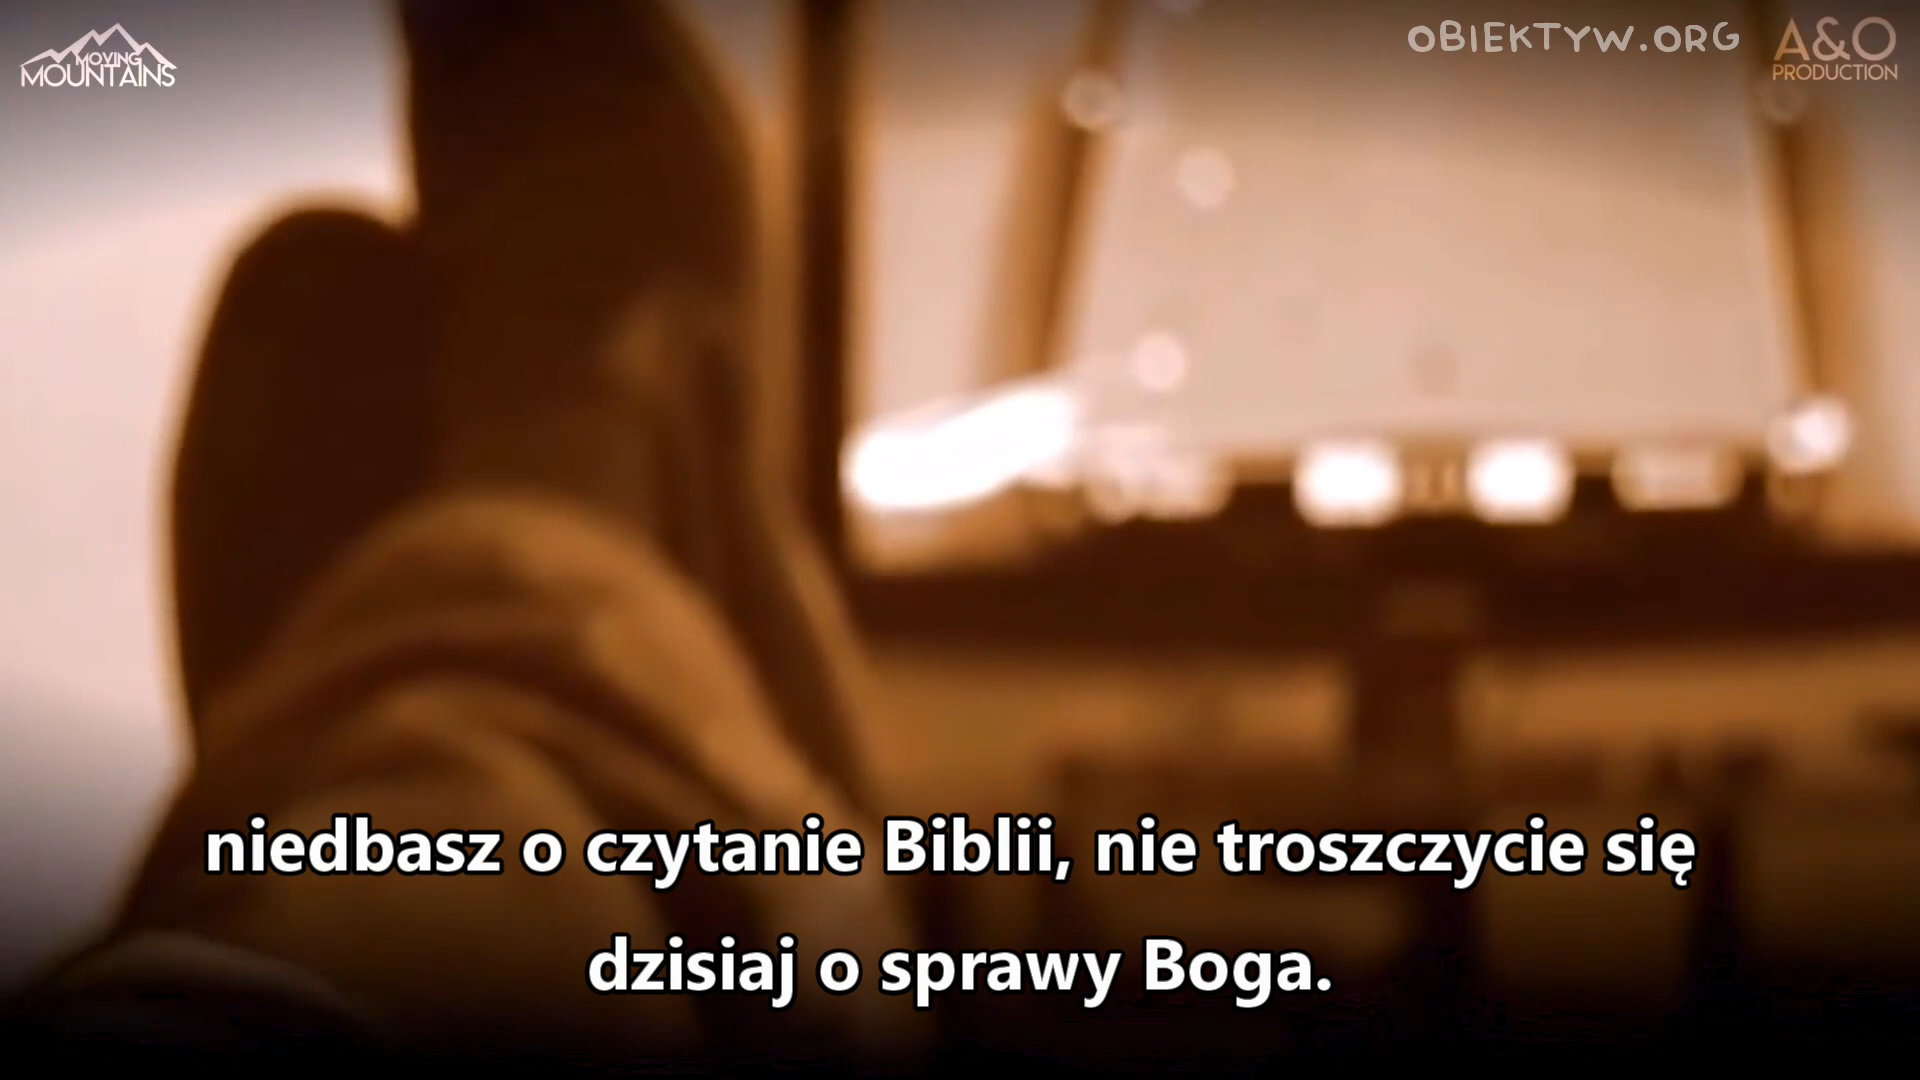 MOVING
MOUNTAINS
OBIEKTYW.ORG
A&O
PRODUCTION
niedbasz o czytanie Biblii, nie troszczycie się
dzisiaj o sprawy Boga.